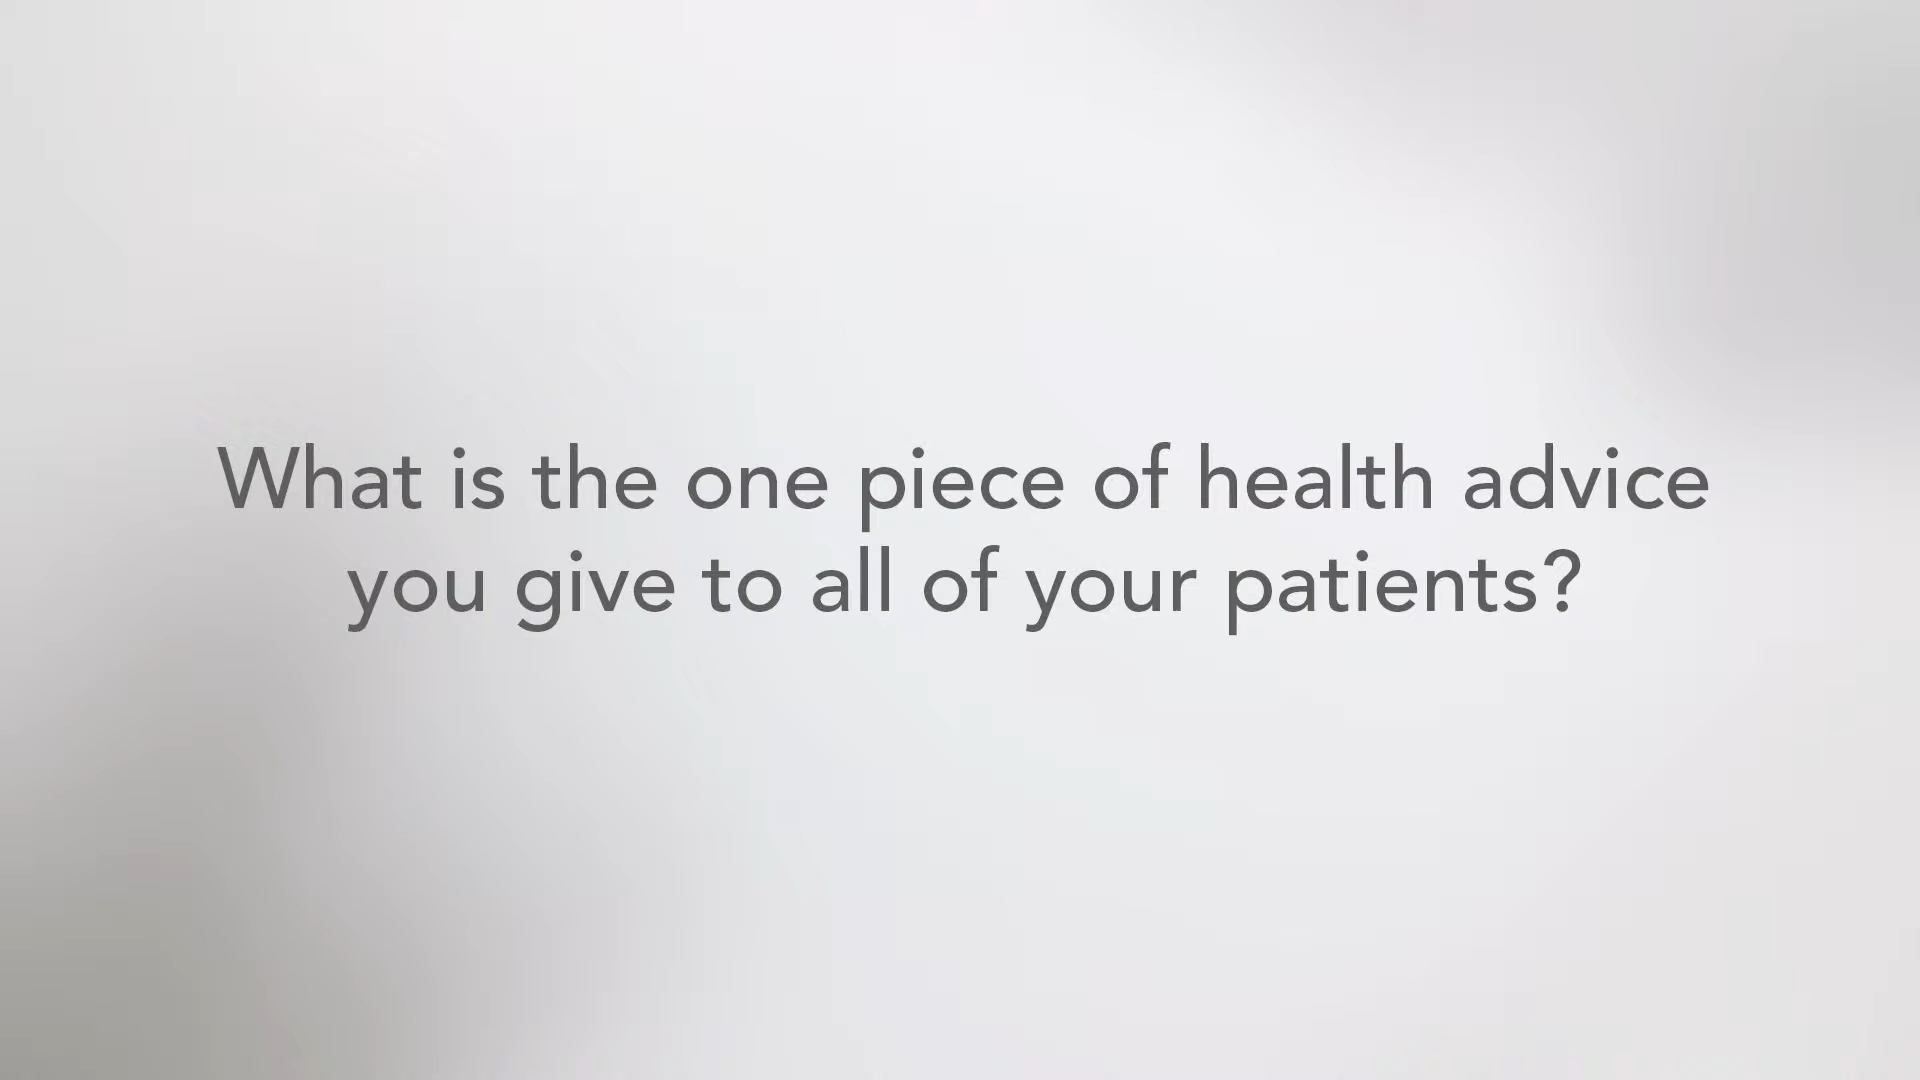 What is the one piece of health advice
you give to all of your patients?